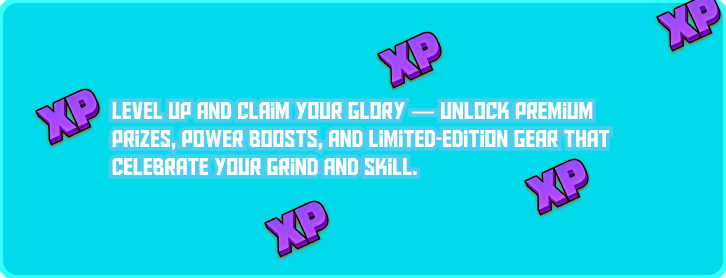 XP
XP
XP
LEVEL UP AND CLAIM YOUR GLORY — UNLOCK PREMIUM
PRIZES, POWER BOOSTS, AND LIMITED-EDITION GEAR THAT
CELEBRATE YOUR GRIND AND SKILL.
XP
XP